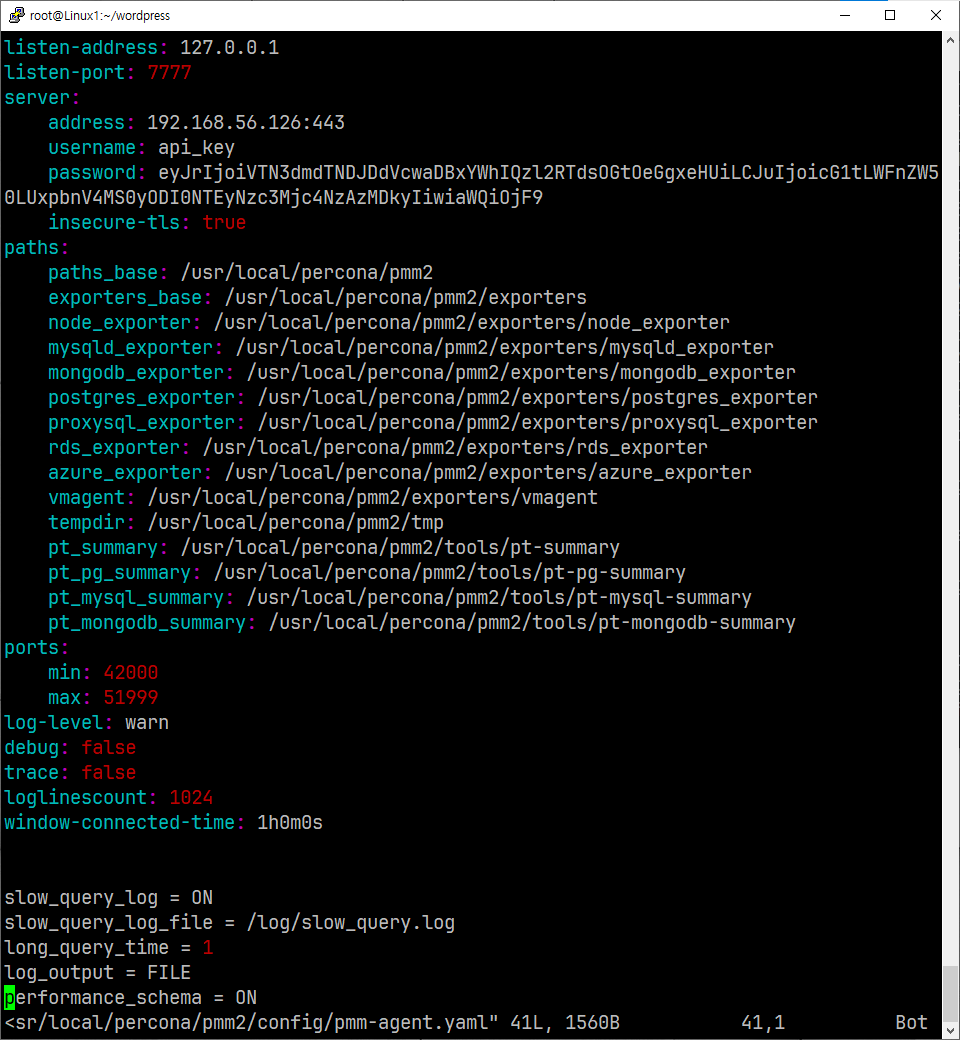 root@Linux1:~/wordpress
listen-address: 127.0.0.1
listen-port: 7777
server:
    address: 192.168.56.126:443
    username: api_key
    password: eyJrIjoiVTN3dmdTNDJDdVcwaDBxYWhIQzl2RTdsOGtOeGgxeHUiLCJuIjoicG1tLWFnZW5
0LUxpbnV4MS0yODI0NTEyNzc3Mjc4NzAzMDkyIiwiaWQiOjF9
    insecure-tls: true
paths:
    paths_base: /usr/local/percona/pmm2
    exporters_base: /usr/local/percona/pmm2/exporters
    node_exporter: /usr/local/percona/pmm2/exporters/node_exporter
    mysqld_exporter: /usr/local/percona/pmm2/exporters/mysqld_exporter
    mongodb_exporter: /usr/local/percona/pmm2/exporters/mongodb_exporter
    postgres_exporter: /usr/local/percona/pmm2/exporters/postgres_exporter
    proxysql_exporter: /usr/local/percona/pmm2/exporters/proxysql_exporter
    rds_exporter: /usr/local/percona/pmm2/exporters/rds_exporter
    azure_exporter: /usr/local/percona/pmm2/exporters/azure_exporter
    vmagent: /usr/local/percona/pmm2/exporters/vmagent
    tempdir: /usr/local/percona/pmm2/tmp
    pt_summary: /usr/local/percona/pmm2/tools/pt-summary
    pt_pg_summary: /usr/local/percona/pmm2/tools/pt-pg-summary
    pt_mysql_summary: /usr/local/percona/pmm2/tools/pt-mysql-summary
    pt_mongodb_summary: /usr/local/percona/pmm2/tools/pt-mongodb-summary
ports:
    min: 42000
    max: 51999
log-level: warn
debug: false
trace: false
loglinescount: 1024
window-connected-time: 1h0m0s
slow_query_log = ON
slow_query_log_file = /log/slow_query.log
long_query_time = 1
log_output = FILE
performance_schema = ON
<sr/local/percona/pmm2/config/pmm-agent.yaml" 41L, 1560B 41,1 Bot